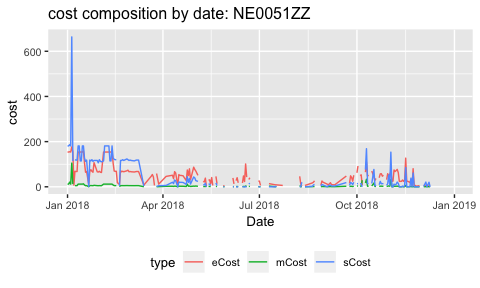 cost composition by date: NE0051ZZ
600
400
200
0
cost
Jan 2018 Apr 2018 Jul 2018 Oct 2018 Jan 2019
Date
type eCost mCost sCost